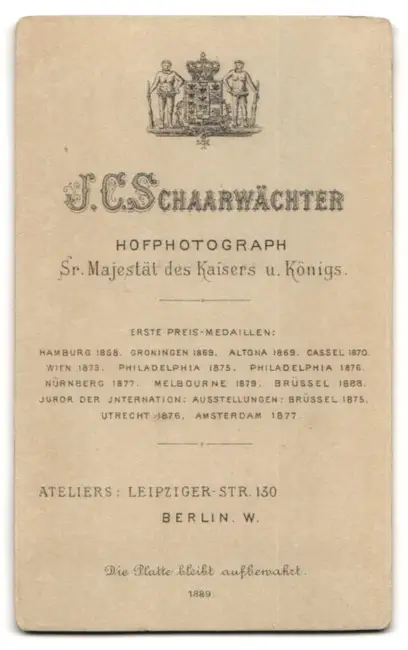 J. C. SCHAARWÄCHTER
HOFPHOTOGRAPH
Sr. Majestät des Kaisers u. Königs.
ERSTE PREIS-MEDAILLEN:
HAMBURG 1868. GRONINGEN 1869. ALTONA 1869. CASSEL 1870.
WIEN 1873. PHILADELPHIA 1875. PHILADELPHIA 1876.
NÜRNBERG 1877. MELBOURNE 1879. BRÜSSEL 1888.
JUROR DER JNTERNATION: AUSSTELLUNGEN: BRÜSSEL 1875.
UTRECHT 1876. AMSTERDAM 1877.
ATELIERS: LEIPZIGER-STR. 130
BERLIN. W.
Die Platte bleibt aufbewahrt.
1889